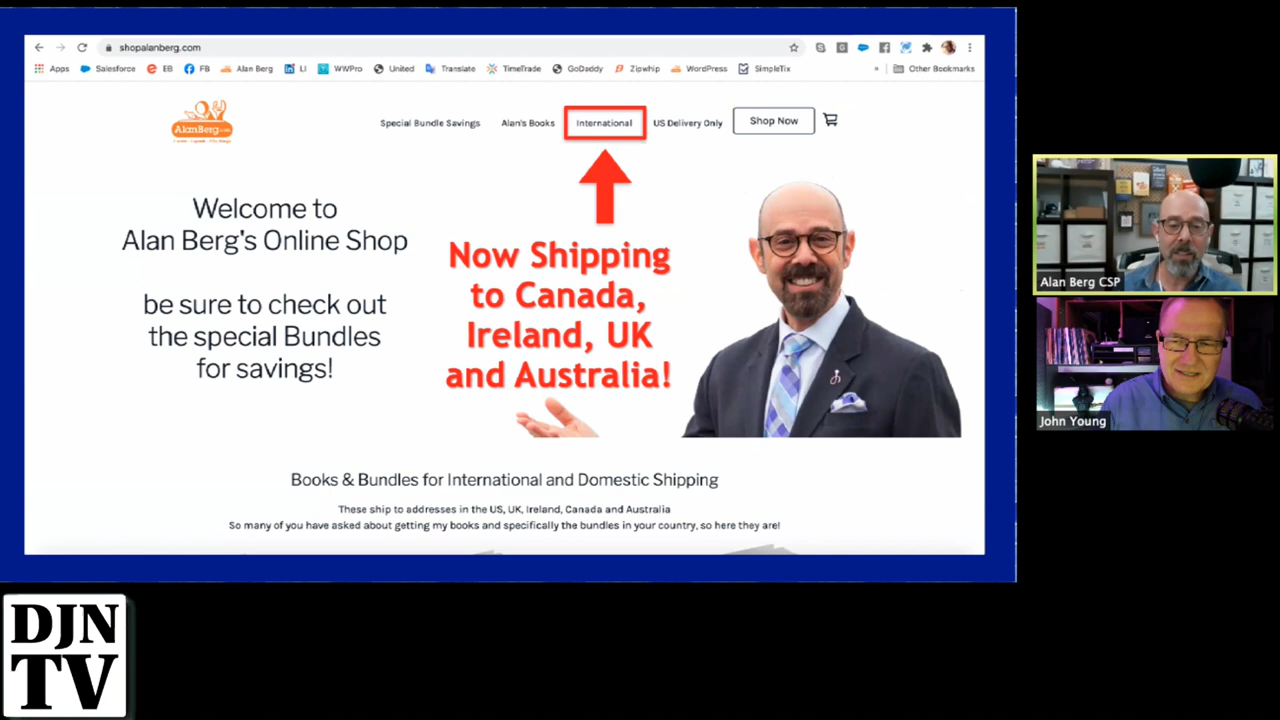 shopalanberg.com
Apps Salesforce EB FB Alan Berg LI WWPro United Translate TimeTrade GoDaddy Zipwhip WordPress SimpleTix » Other Bookmarks
AlanBerg.com
Special Bundle Savings Alan's Books International US Delivery Only Shop Now
Welcome to
Alan Berg's Online Shop
be sure to check out
the special Bundles
for savings!
Now Shipping
to Canada,
Ireland, UK
and Australia!
Books & Bundles for International and Domestic Shipping
These ship to addresses in the US, UK, Ireland, Canada and Australia
So many of you have asked about getting my books and specifically the bundles in your country, so here they are!
Alan Berg CSP
John Young
DJN
TV